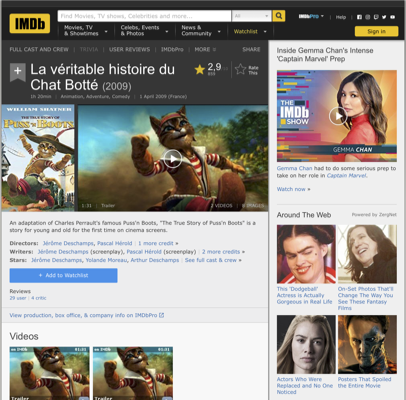 IMDb
Find Movies, TV shows, Celebrities and more...
All
IMDbPro
Help
Movies, TV
& Showtimes
Celebs, Events
& Photos
News &
Community
Watchlist
Sign in
FULL CAST AND CREW
TRIVIA
USER REVIEWS
IMDbPro
MORE
SHARE
La véritable histoire du
Chat Botté (2009)
2,9
Rate
This
1h 20min | Animation, Adventure, Comedy | 1 April 2009 (France)
WILLIAM SHATNER
Puss'n Boots
1:31 | Trailer
2 VIDEOS
6 IMAGES
An adaptation of Charles Perrault's famous Puss'n Boots, "The True Story of Puss'n Boots" is a
story for young and old for the first time on cinema screens.
Directors: Jérôme Deschamps, Pascal Hérold | 1 more credit »
Writers: Jérôme Deschamps (screenplay), Pascal Hérold (screenplay) | 2 more credits »
Stars: Jérôme Deschamps, Yolande Moreau, Arthur Deschamps | See full cast & crew »
+ Add to Watchlist
Reviews
29 user | 4 critic
View production, box office, & company info on IMDbPro
Videos
Inside Gemma Chan's Intense
'Captain Marvel' Prep
THE
IMDb
SHOW
GEMMA CHAN
Gemma Chan had to do some serious prep to
take on her role in Captain Marvel.
Watch now »
Around The Web
Powered by ZergNet
This 'Dodgeball'
Actress is Actually
Gorgeous in Real Life
On-Set Photos That'll
Change The Way You
See These Fantasy
Films
Actors Who Were
Replaced and No One
Noticed
Posters That Spoiled
the Entire Movie